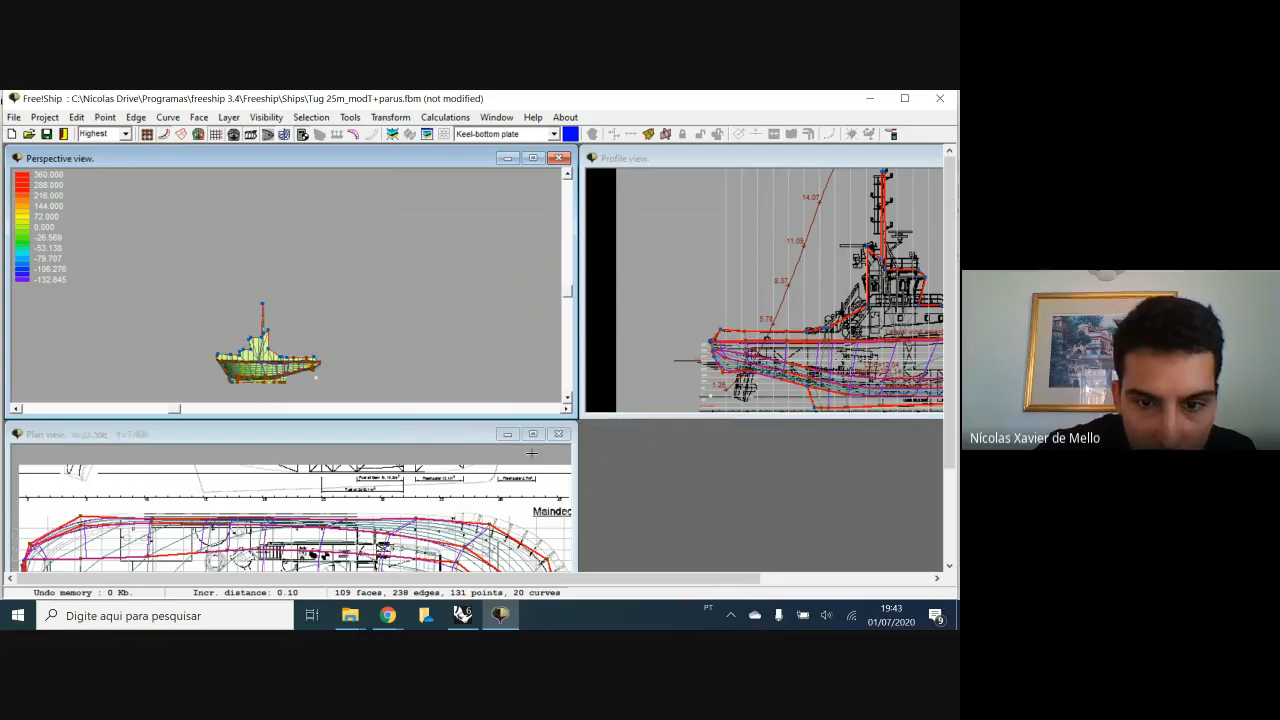 Free!Ship : C:\Nicolas Drive\Programas\freeship 3.4\Freeship\Ships\Tug 25m_modT+parus.fbm (not modified)
File Project Edit Point Edge Curve Face Layer Visibility Selection Tools Transform Calculations Window Help About
Highest Keel-bottom plate
Perspective view.
Profile view.
360.000
288.000
216.000
144.000
72.000
0.000
-26.569
-53.138
-79.707
-106.276
-132.845
14.07
11.05
8.37
5.78
1.26
Plan view.
Maindec
Nícolas Xavier de Mello
Undo memory : 0 Kb. Incr. distance: 0.10 109 faces, 238 edges, 131 points, 20 curves
Digite aqui para pesquisar
PT
19:43
01/07/2020
9